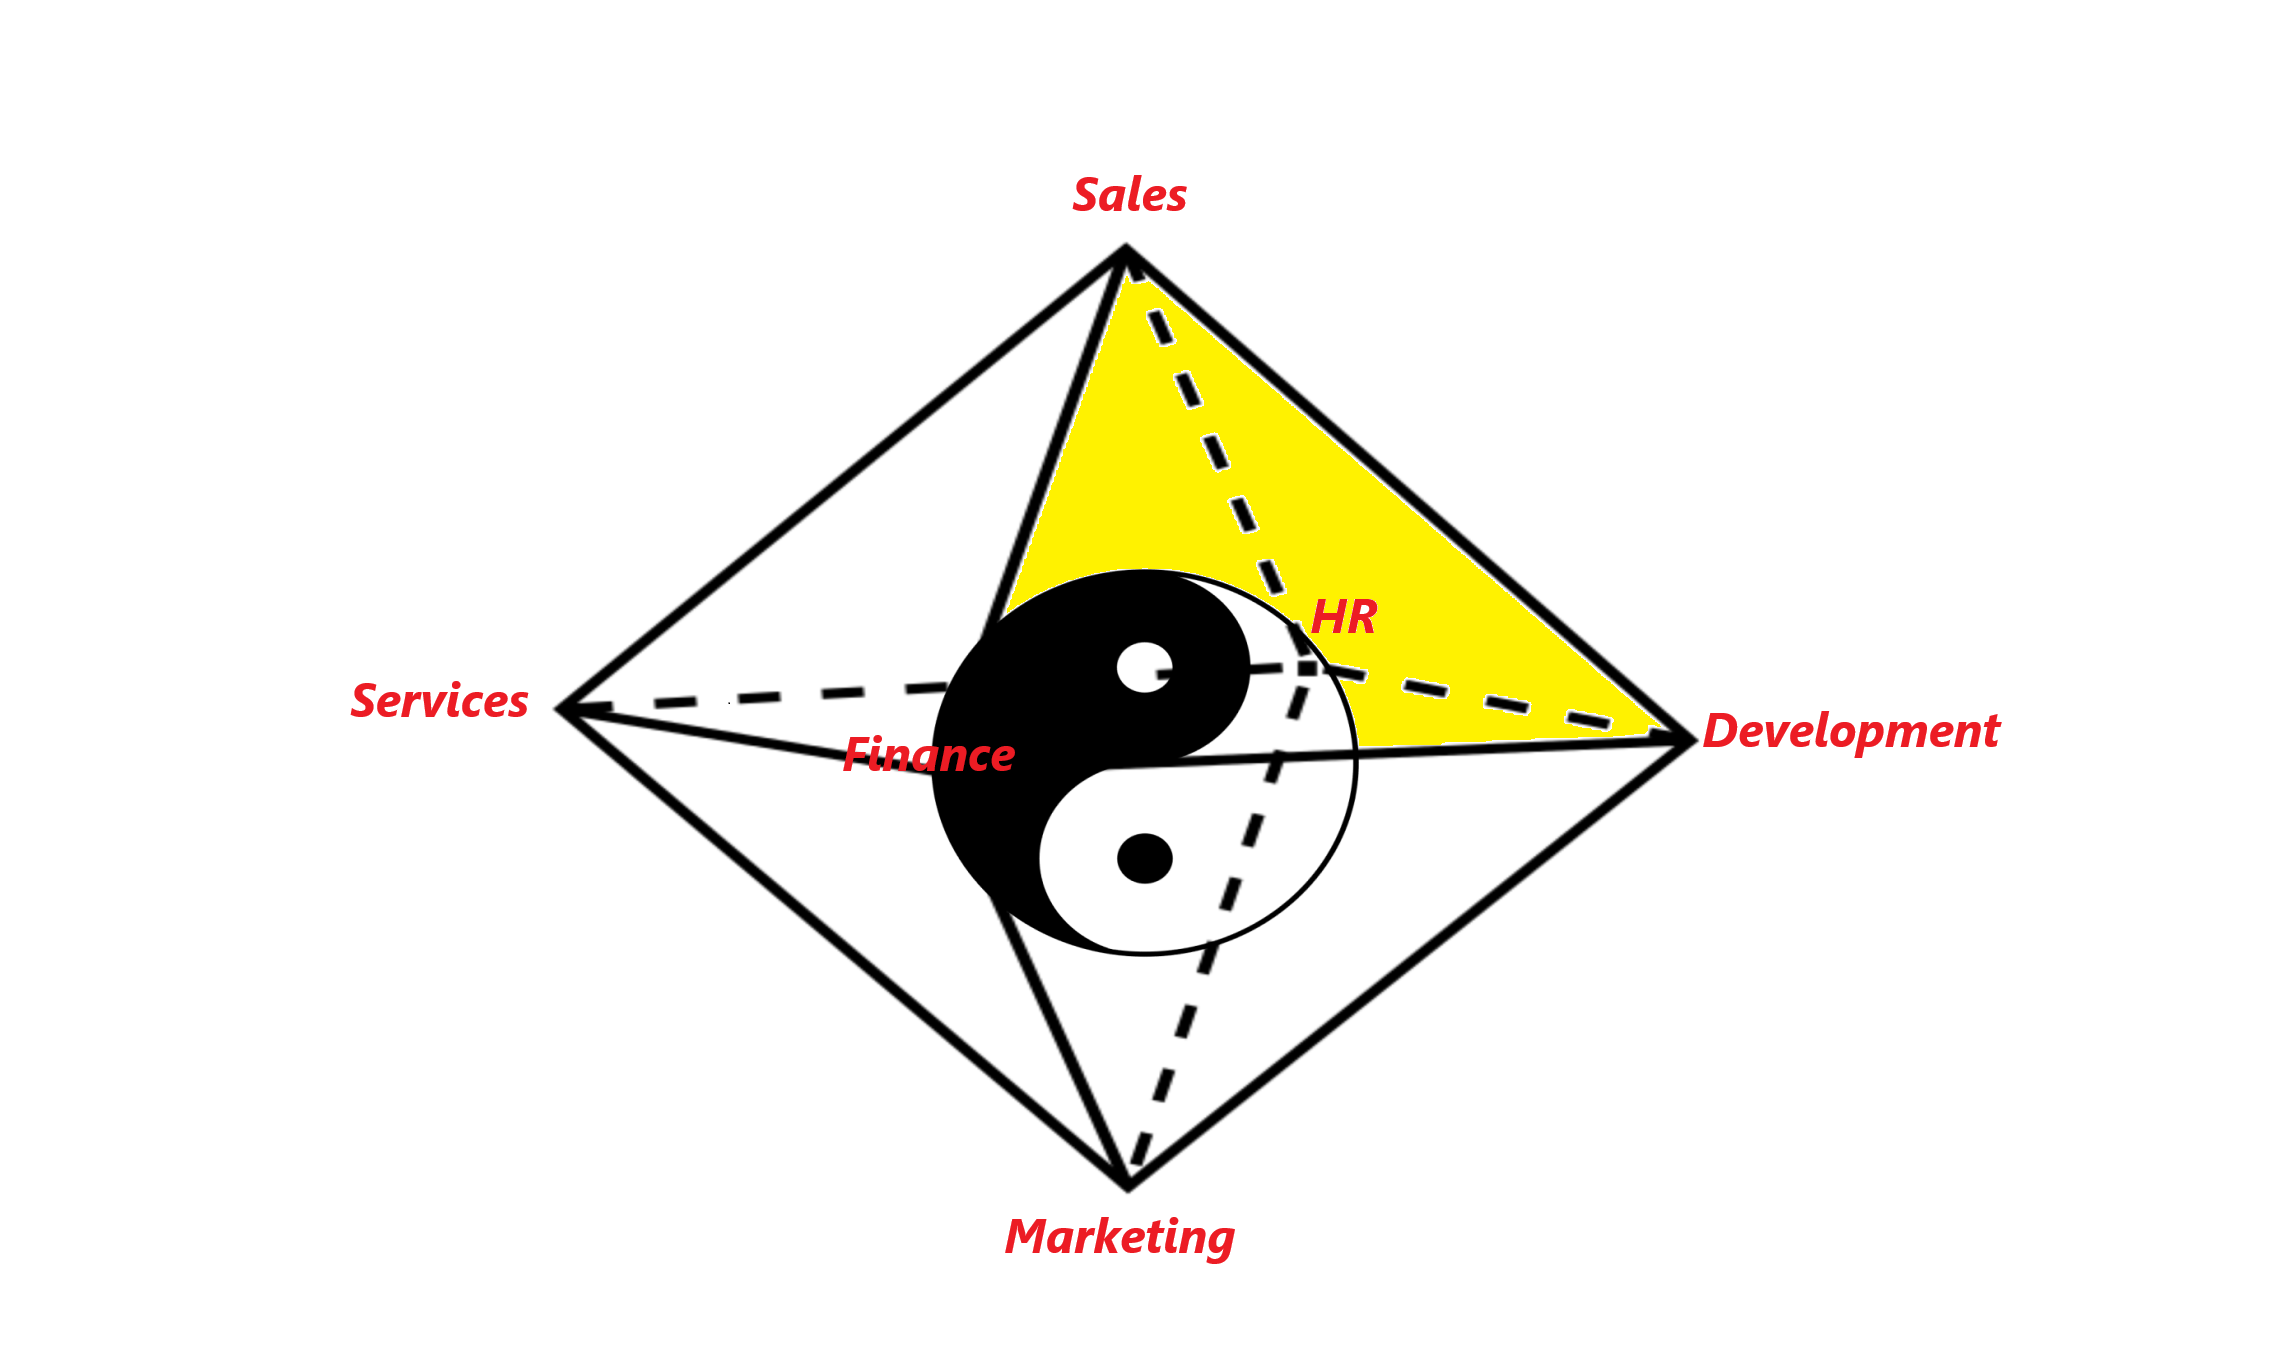 Sales
HR
Services
Development
Finance
Marketing